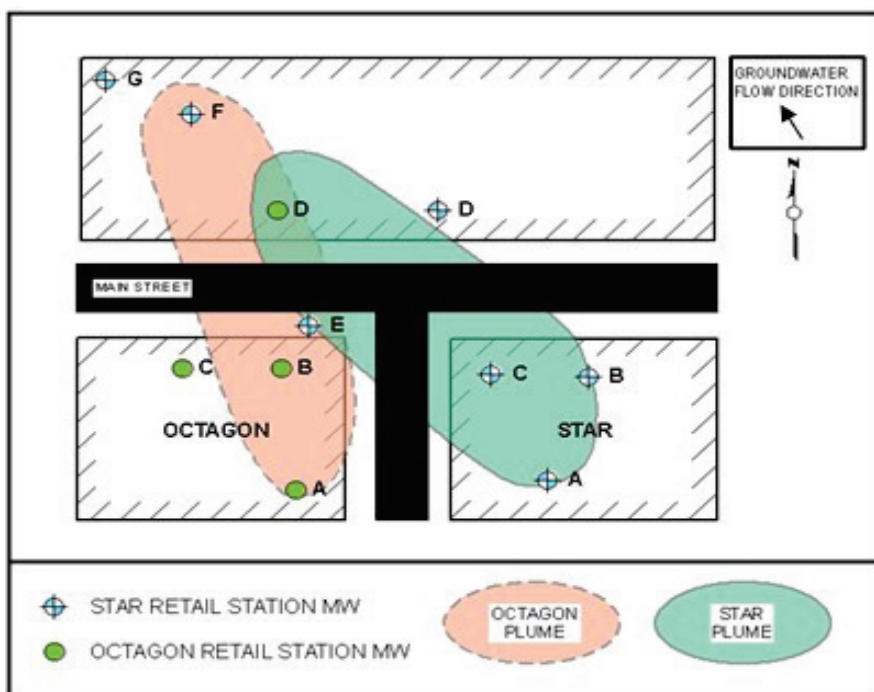 G
GROUNDWATER
FLOW DIRECTION
F
N
D
D
MAIN STREET
E
C
B
C
B
OCTAGON
STAR
A
A
STAR RETAIL STATION MW
OCTAGON RETAIL STATION MW
OCTAGON
PLUME
STAR
PLUME